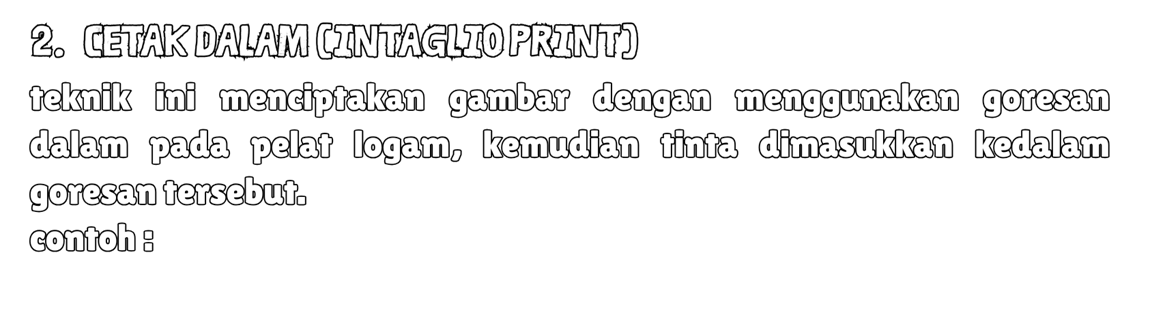 2. CETAK DALAM (INTAGLIO PRINT)
teknik ini menciptakan gambar dengan menggunakan goresan
dalam pada pelat logam, kemudian tinta dimasukkan kedalam
goresan tersebut.
contoh :